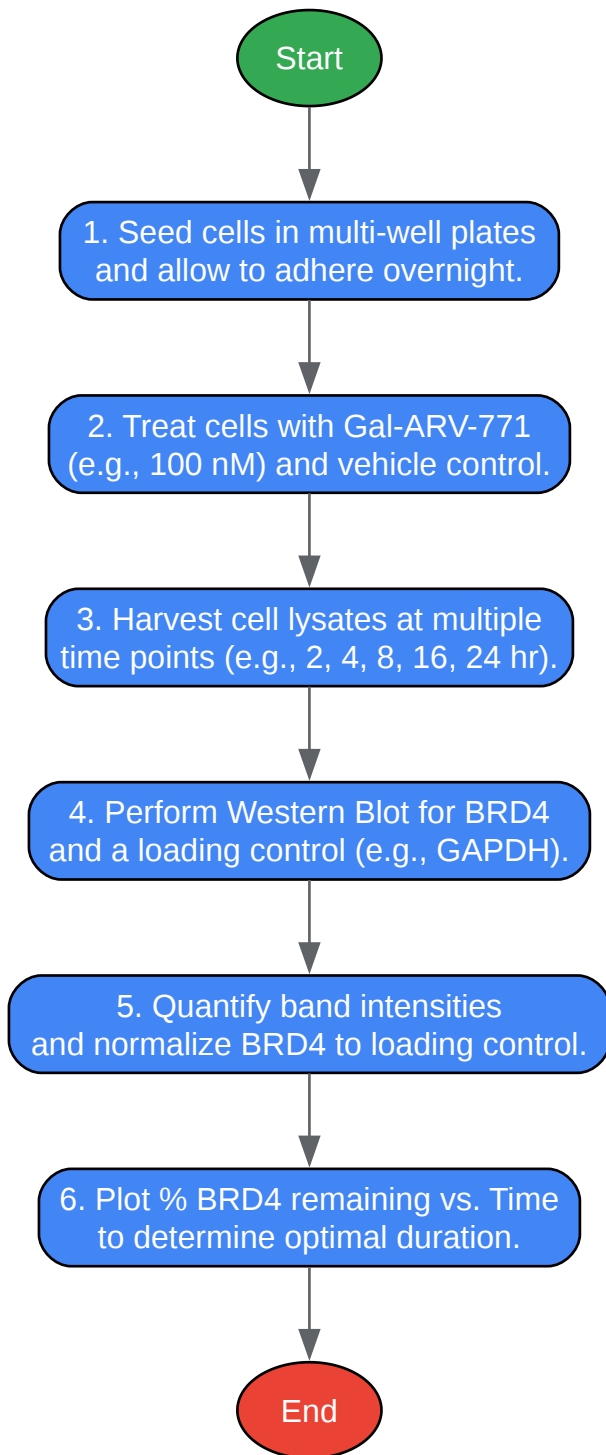 Start
1. Seed cells in multi-well plates
and allow to adhere overnight.
2. Treat cells with Gal-ARV-771
(e.g., 100 nM) and vehicle control.
3. Harvest cell lysates at multiple
time points (e.g., 2, 4, 8, 16, 24 hr).
4. Perform Western Blot for BRD4
and a loading control (e.g., GAPDH).
5. Quantify band intensities
and normalize BRD4 to loading control.
6. Plot % BRD4 remaining vs. Time
to determine optimal duration.
End